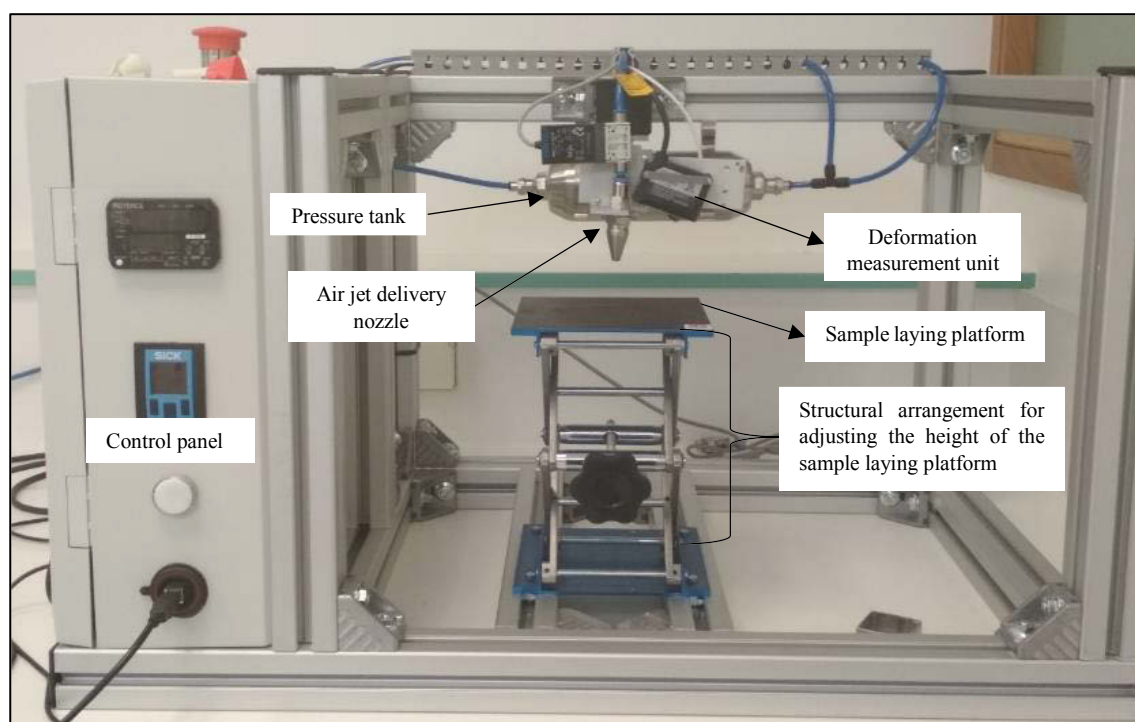 KEYENCE
Pressure tank
Deformation
measurement unit
Air jet delivery
nozzle
Sample laying platform
SICK
Structural arrangement for
adjusting the height of the
sample laying platform
Control panel